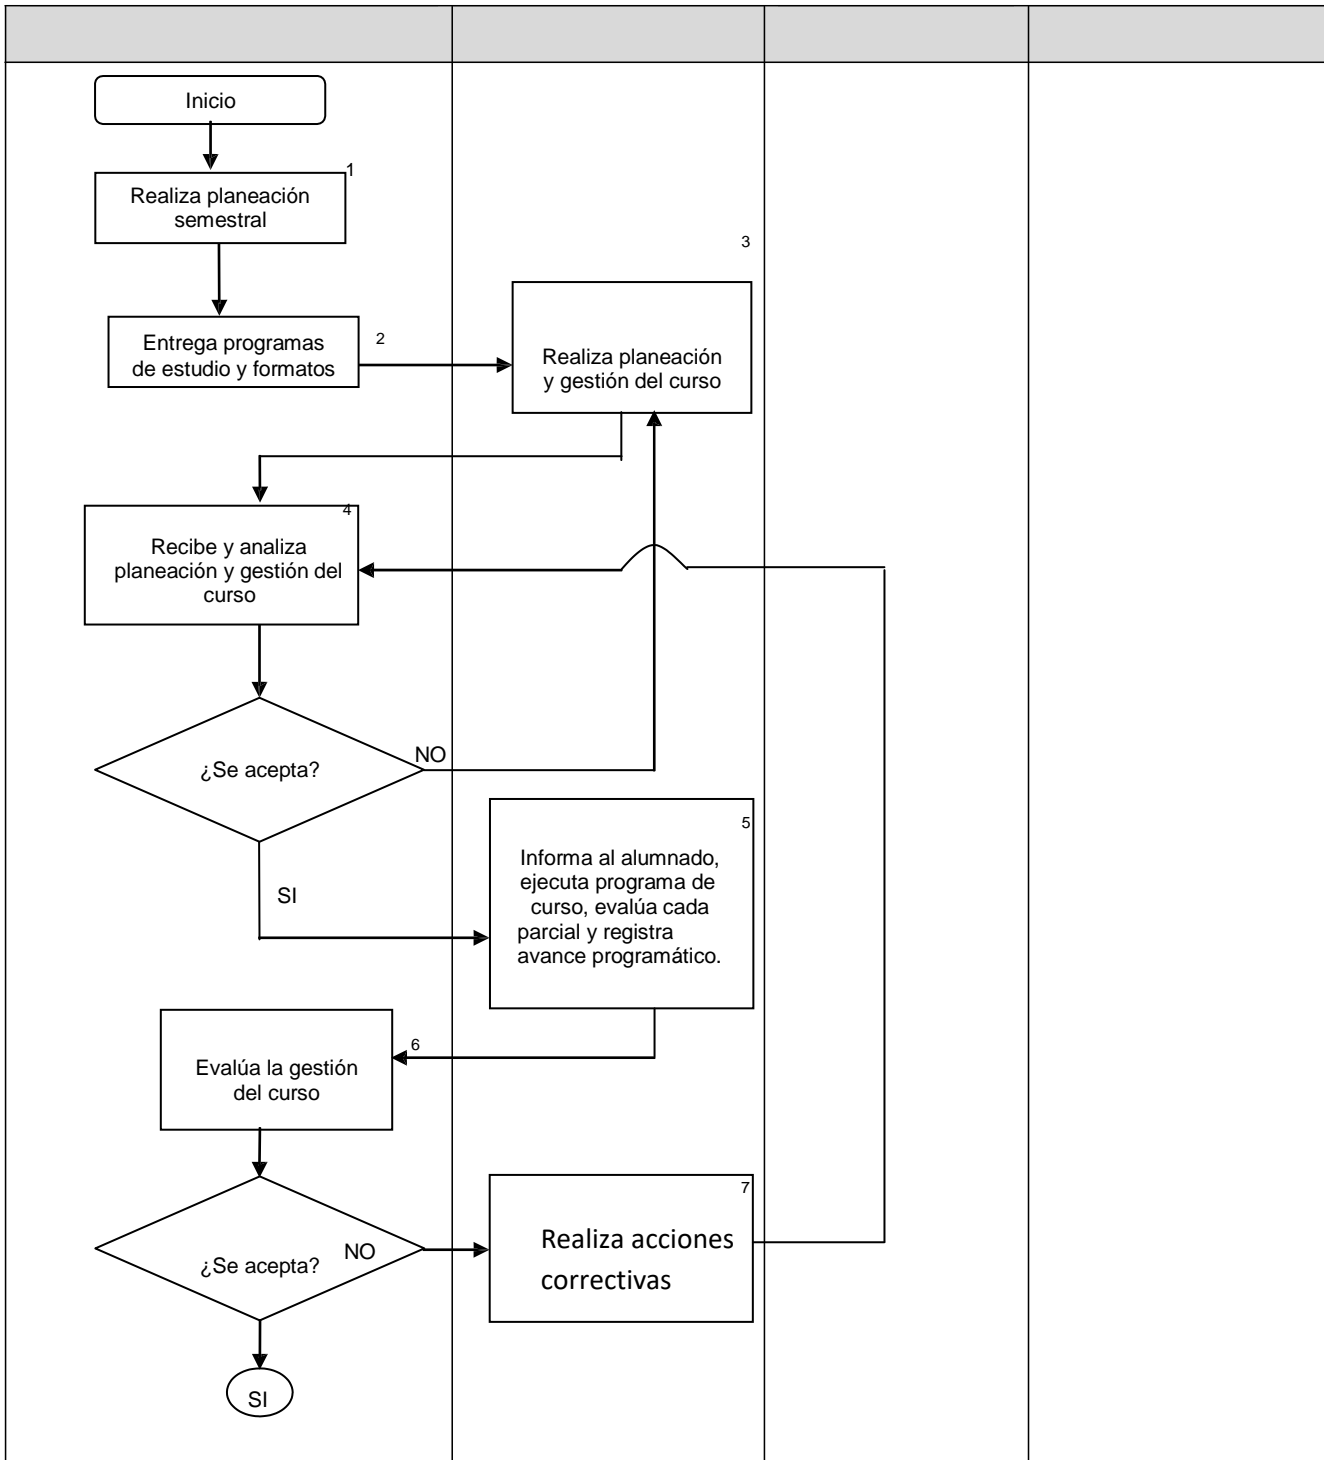 Inicio
1
Realiza planeación
semestral
2
Entrega programas
de estudio y formatos
3
Realiza planeación
y gestión del curso
4
Recibe y analiza
planeación y gestión del
curso
¿Se acepta?
NO
SI
5
Informa al alumnado,
ejecuta programa de
curso, evalúa cada
parcial y registra
avance programático.
6
Evalúa la gestión
del curso
¿Se acepta?
NO
7
Realiza acciones
correctivas
SI